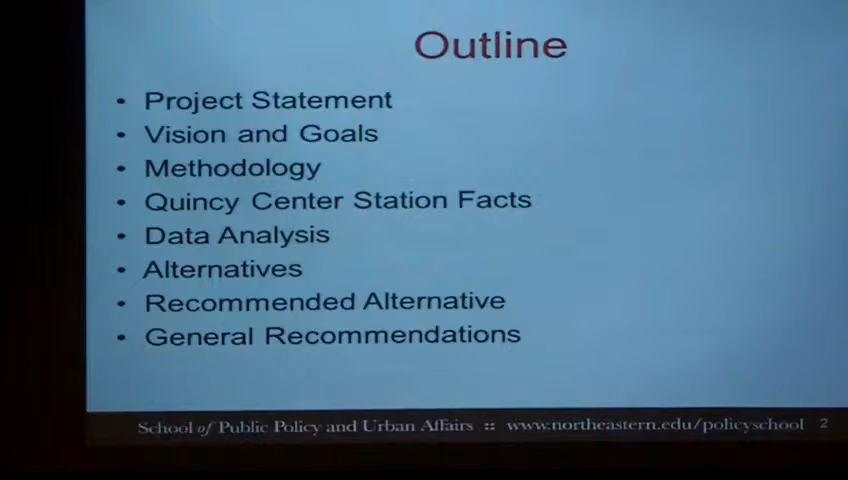 Outline
• Project Statement
• Vision and Goals
• Methodology
• Quincy Center Station Facts
• Data Analysis
• Alternatives
• Recommended Alternative
• General Recommendations
School of Public Policy and Urban Affairs :: www.northeastern.edu/policyschool 2